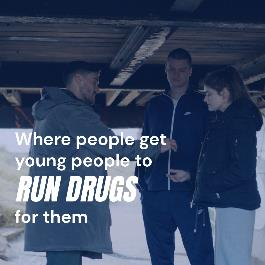 Where people get
young people to
RUN DRUGS
for them